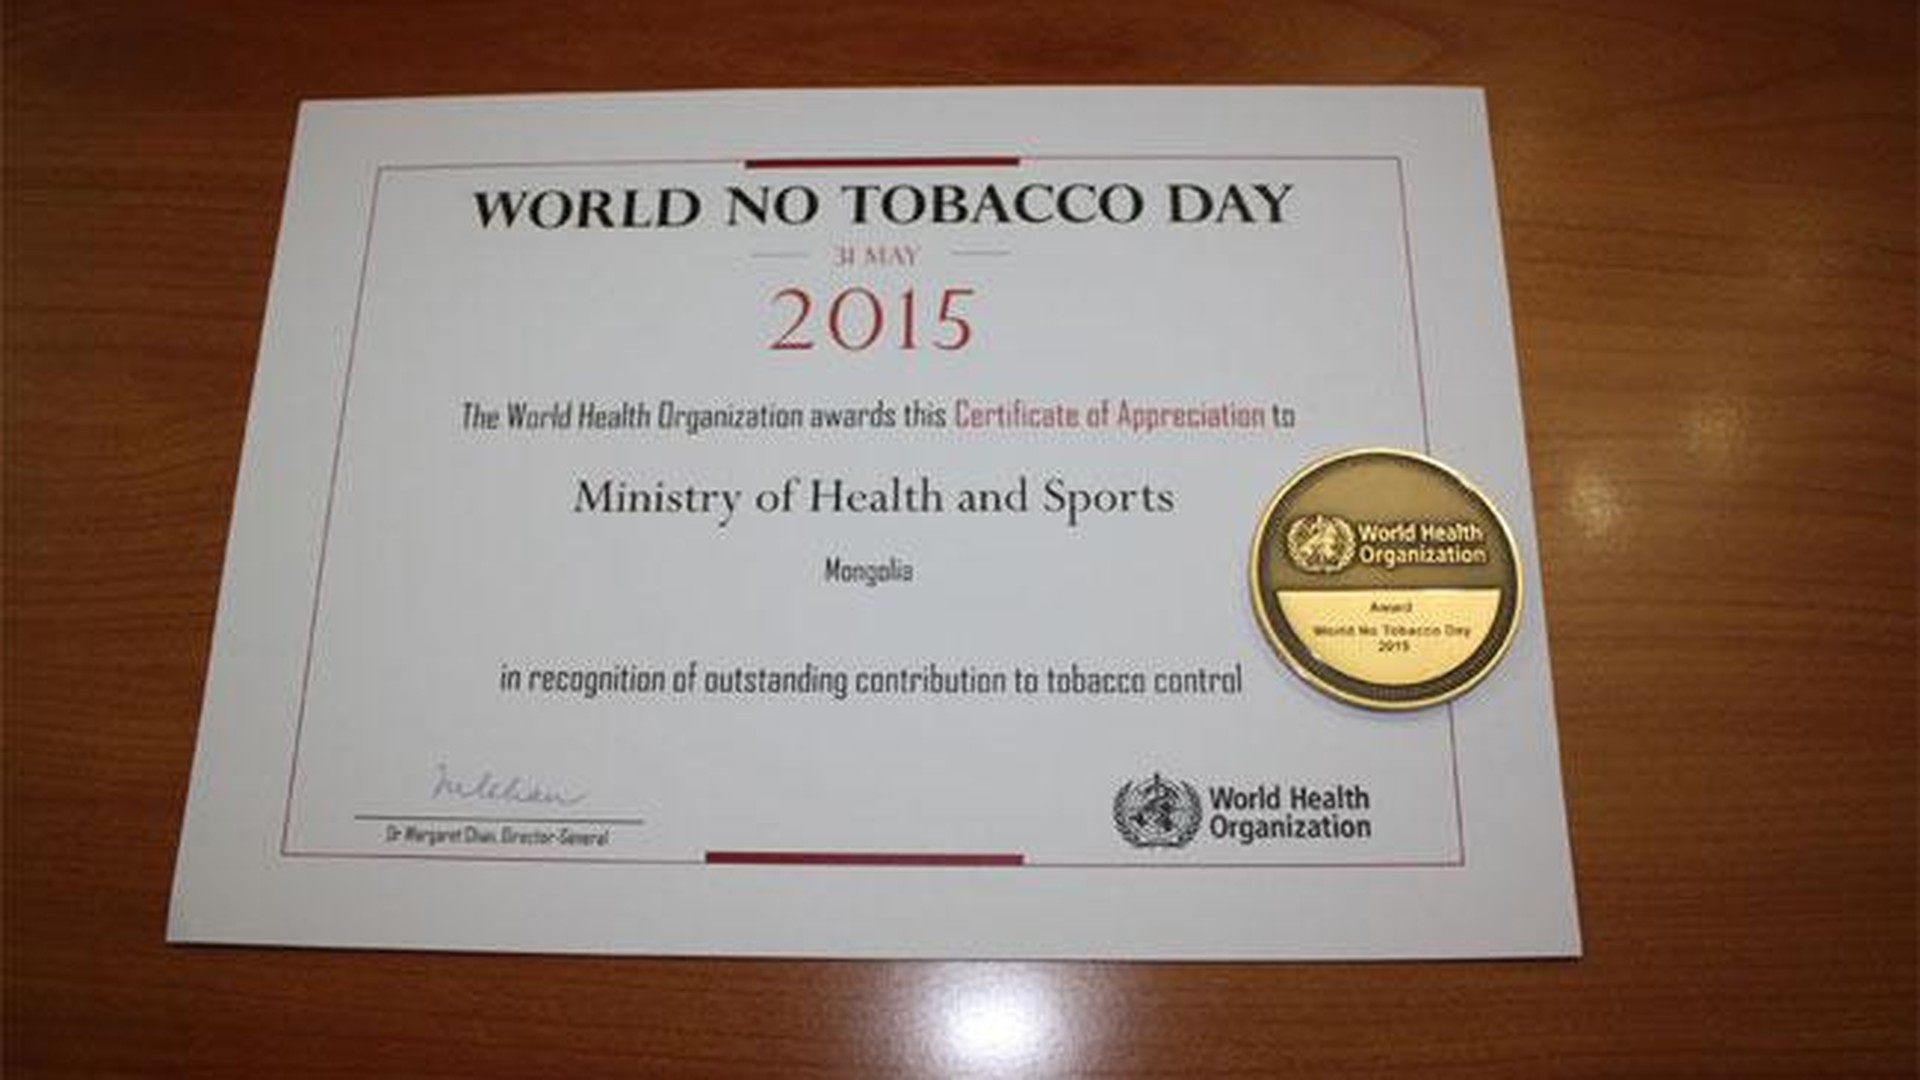 WORLD NO TOBACCO DAY
31 MAY
2015
The World Health Organization awards this Certificate of Appreciation to
Ministry of Health and Sports
Mongolia
in recognition of outstanding contribution to tobacco control
Dr Margaret Chan, Director-General
World Health
Organization
World Health
Organization
Award
World No Tobacco Day
2015